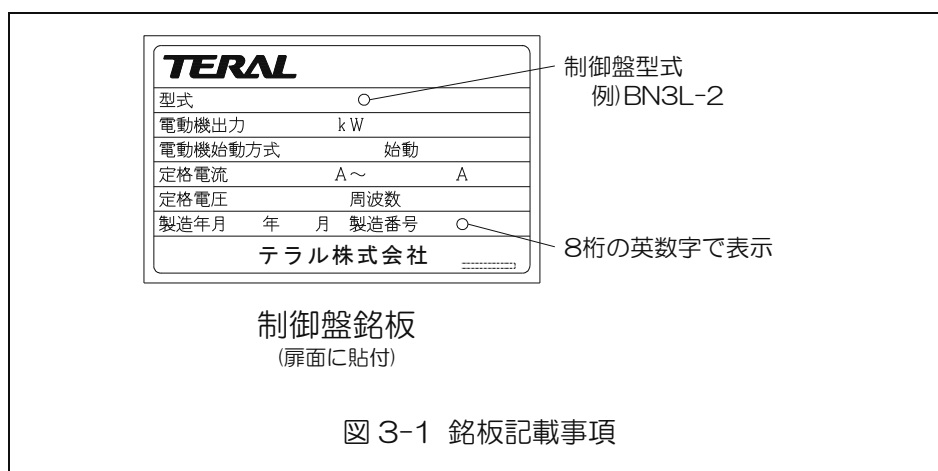 TERAL
型式
電動機出力 kW
電動機始動方式 始動
定格電流 A～ A
定格電圧 周波数
製造年月 年 月 製造番号
テラル株式会社
制御盤型式
例)BN3L-2
8桁の英数字で表示
制御盤銘板
(扉面に貼付)
図 3-1 銘板記載事項